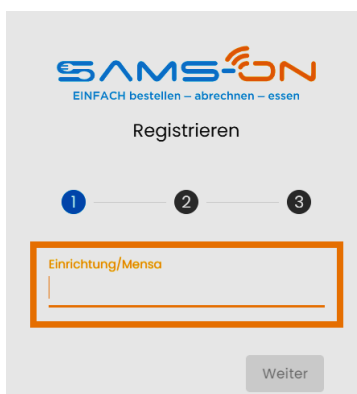 SAMS-ON
EINFACH bestellen – abrechnen – essen
Registrieren
1 2 3
Einrichtung/Mensa
Weiter